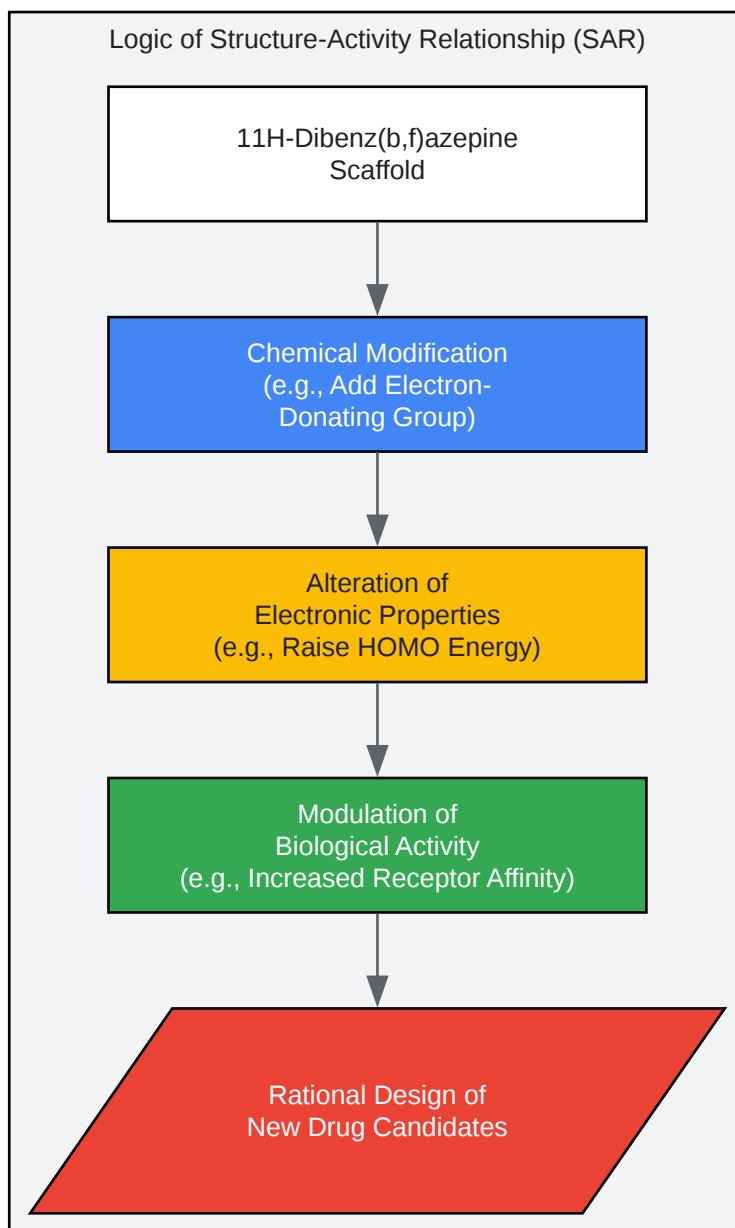 Logic of Structure-Activity Relationship (SAR)
11H-Dibenz(b,f)azepine
Scaffold
Chemical Modification
(e.g., Add Electron-
Donating Group)
Alteration of
Electronic Properties
(e.g., Raise HOMO Energy)
Modulation of
Biological Activity
(e.g., Increased Receptor Affinity)
Rational Design of
New Drug Candidates